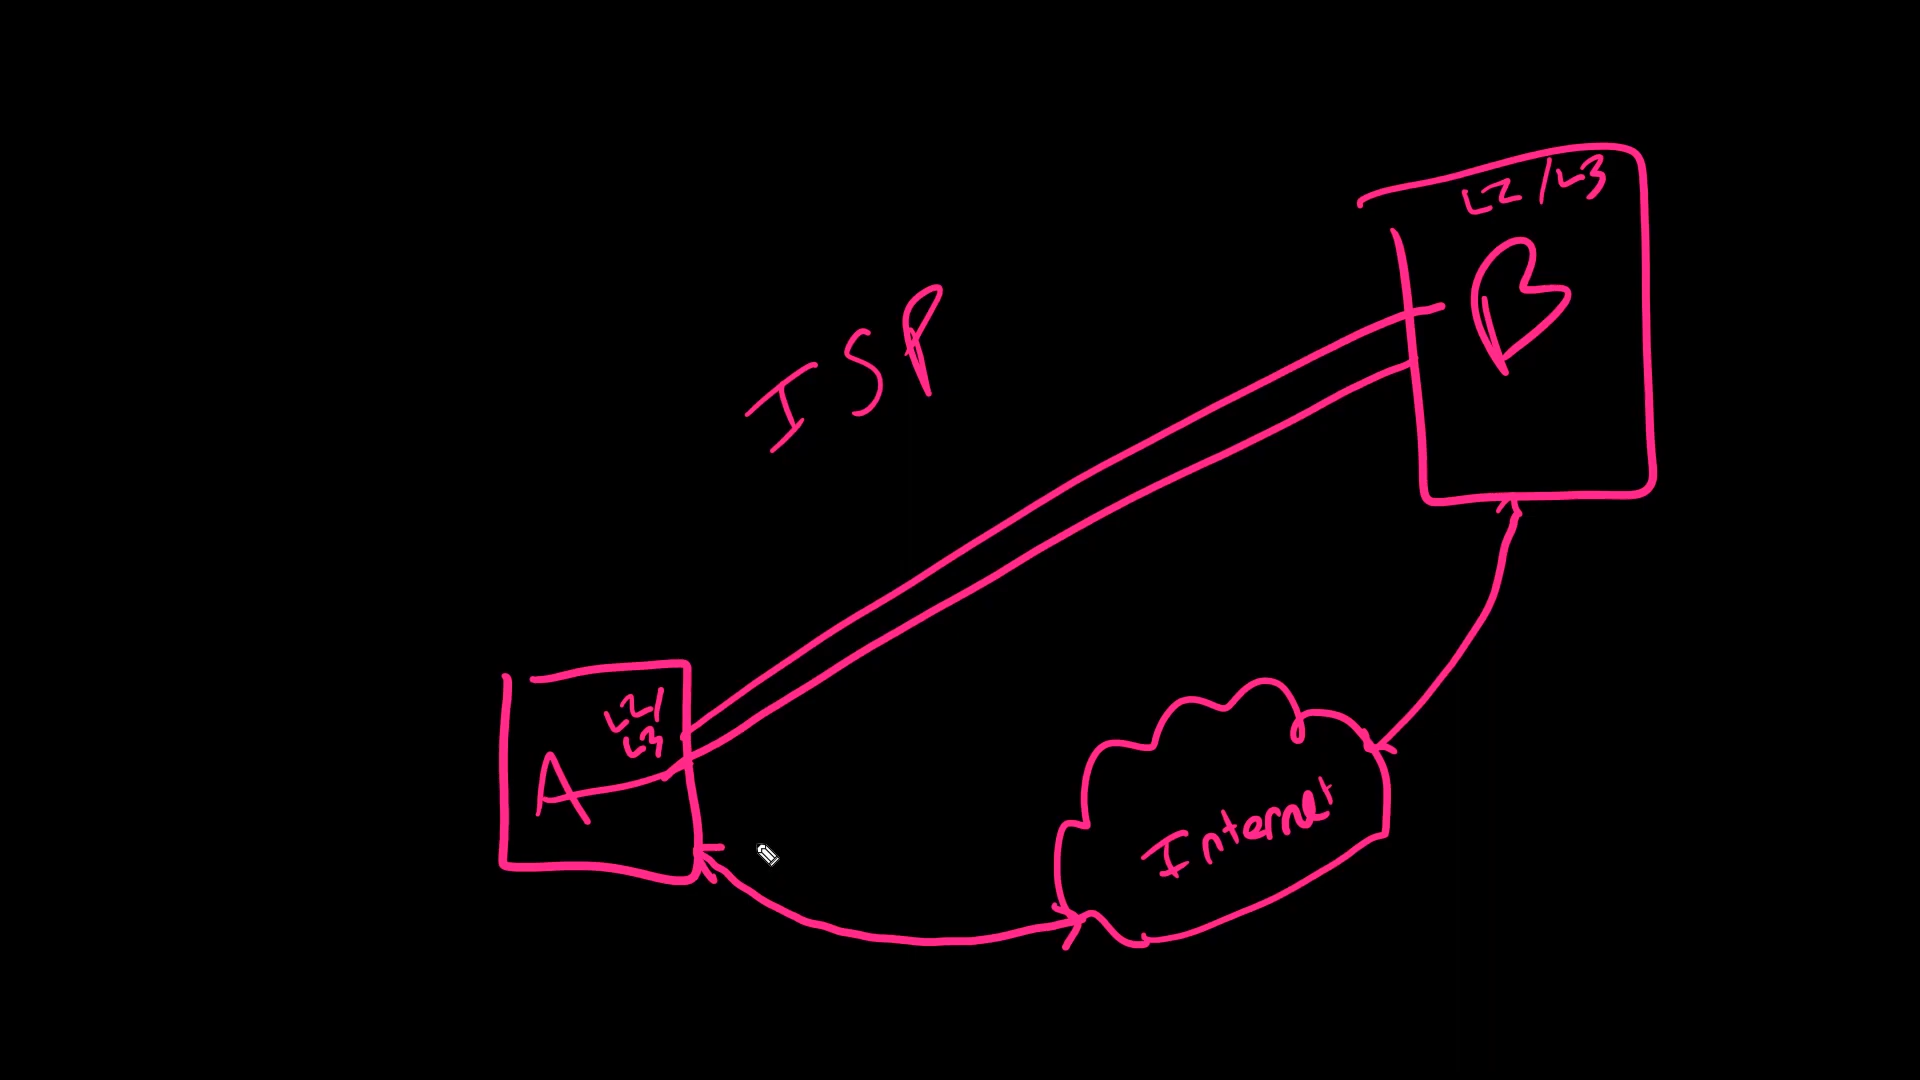 L2/L3
B
ISP
L2/
L3
A
Internet